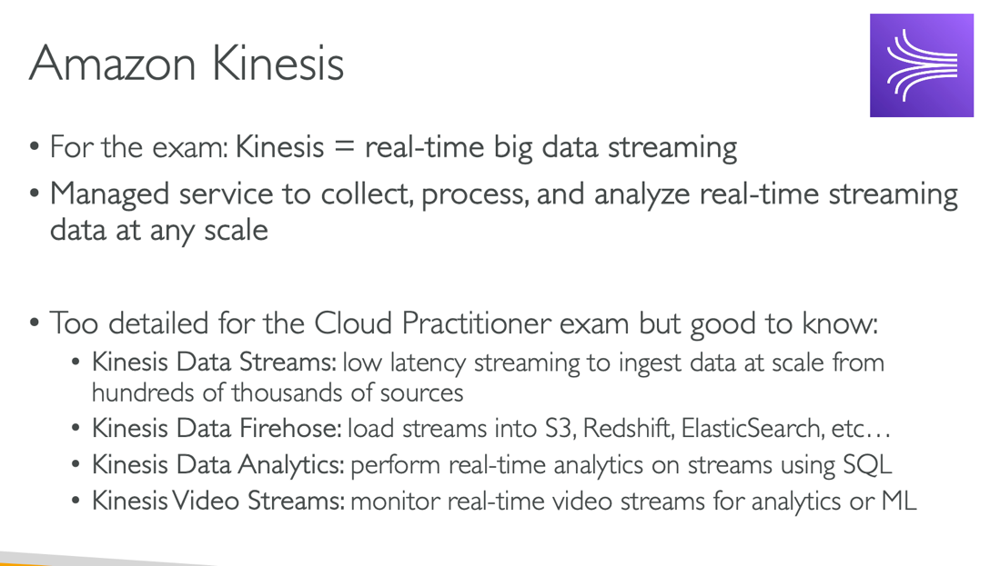 Amazon Kinesis
• For the exam: Kinesis = real-time big data streaming
• Managed service to collect, process, and analyze real-time streaming
data at any scale
• Too detailed for the Cloud Practitioner exam but good to know:
• Kinesis Data Streams: low latency streaming to ingest data at scale from
hundreds of thousands of sources
• Kinesis Data Firehose: load streams into S3, Redshift, ElasticSearch, etc…
• Kinesis Data Analytics: perform real-time analytics on streams using SQL
• Kinesis Video Streams: monitor real-time video streams for analytics or ML